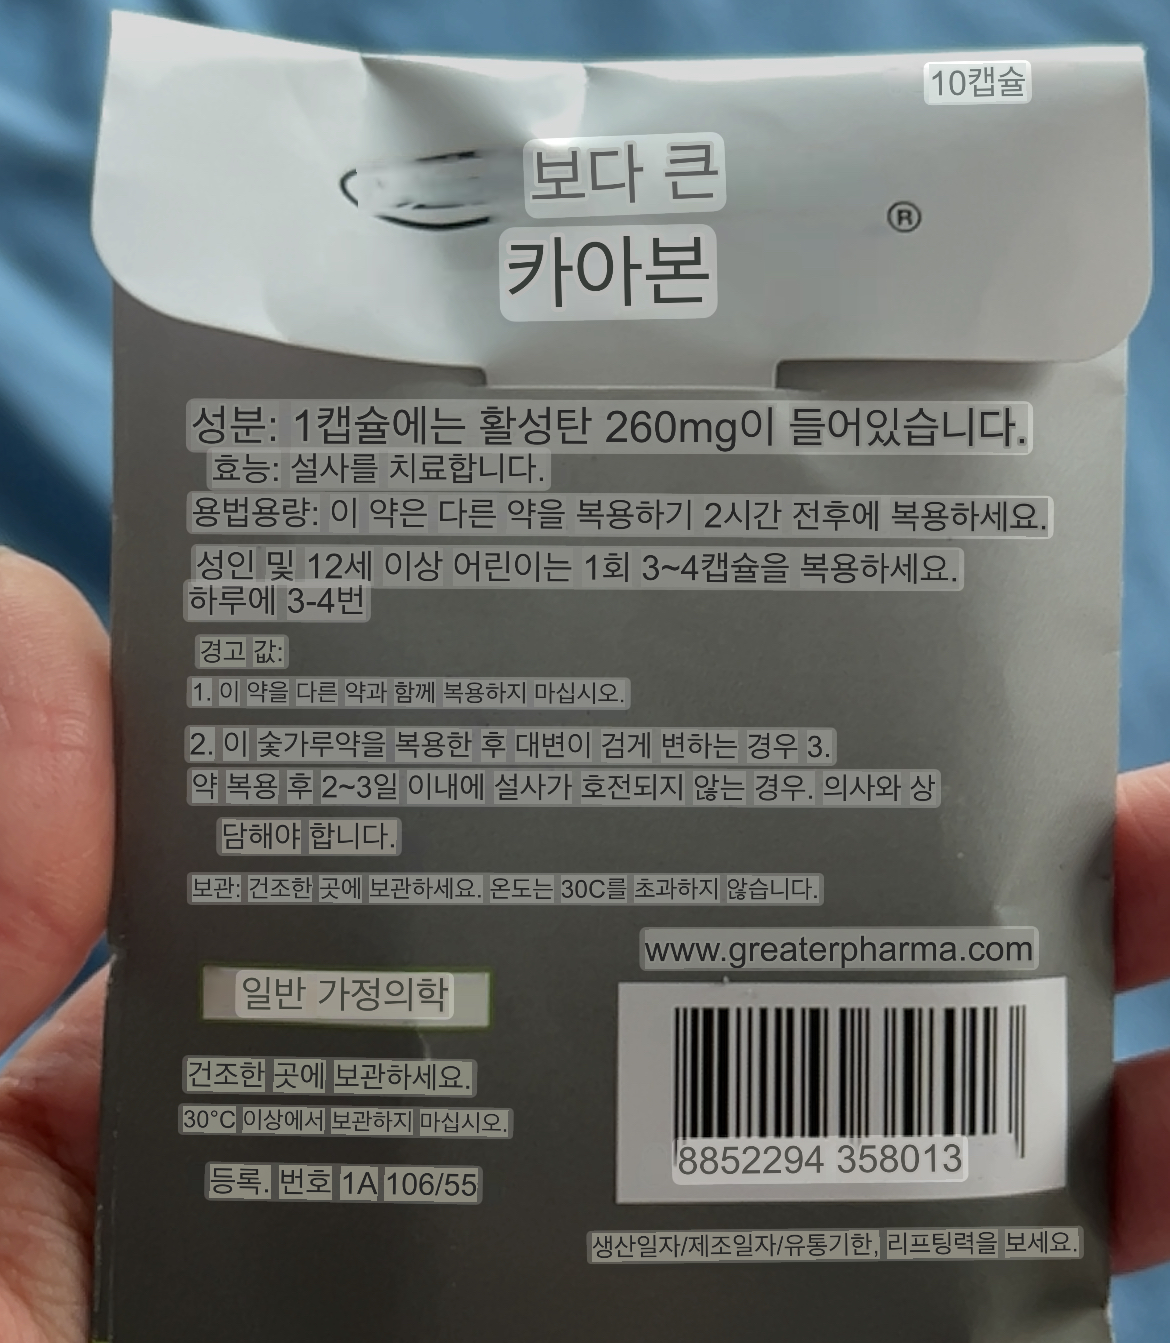 10캡슐
보다 큰
®
카아본
성분: 1캡슐에는 활성탄 260mg이 들어있습니다.
효능: 설사를 치료합니다.
용법용량: 이 약은 다른 약을 복용하기 2시간 전후에 복용하세요.
성인 및 12세 이상 어린이는 1회 3~4캡슐을 복용하세요.
하루에 3-4번
경고 값:
1. 이 약을 다른 약과 함께 복용하지 마십시오.
2. 이 숯가루약을 복용한 후 대변이 검게 변하는 경우 3.
약 복용 후 2~3일 이내에 설사가 호전되지 않는 경우. 의사와 상
담해야 합니다.
보관: 건조한 곳에 보관하세요. 온도는 30C를 초과하지 않습니다.
www.greaterpharma.com
일반 가정의학
건조한 곳에 보관하세요.
30°C 이상에서 보관하지 마십시오.
등록. 번호 1A 106/55
8852294 358013
생산일자/제조일자/유통기한, 리프팅력을 보세요.